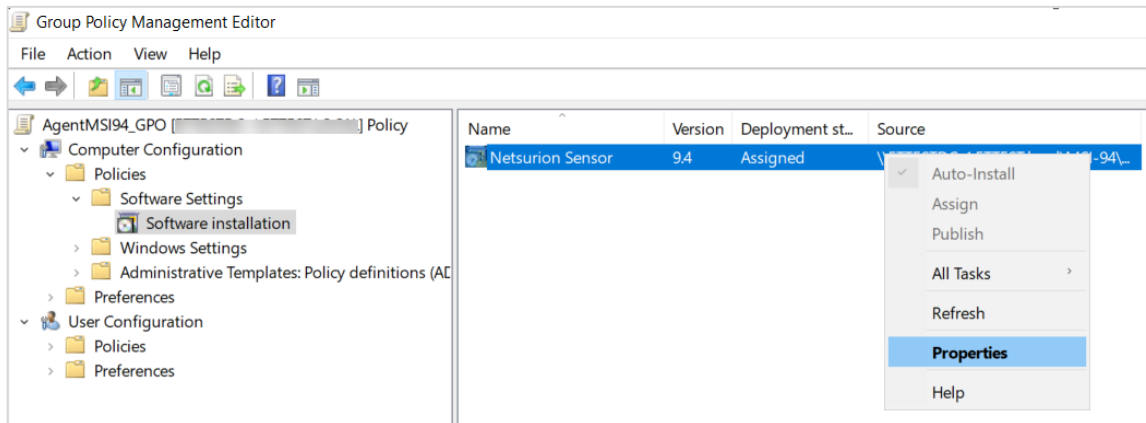 Group Policy Management Editor
File Action View Help
AgentMSI94_GPO [ ] Policy
Computer Configuration
Policies
Software Settings
Software installation
Windows Settings
Administrative Templates: Policy definitions (AD
Preferences
User Configuration
Policies
Preferences
Name Version Deployment st... Source
Netsurion Sensor 9.4 Assigned
Auto-Install
Assign
Publish
All Tasks
Refresh
Properties
Help